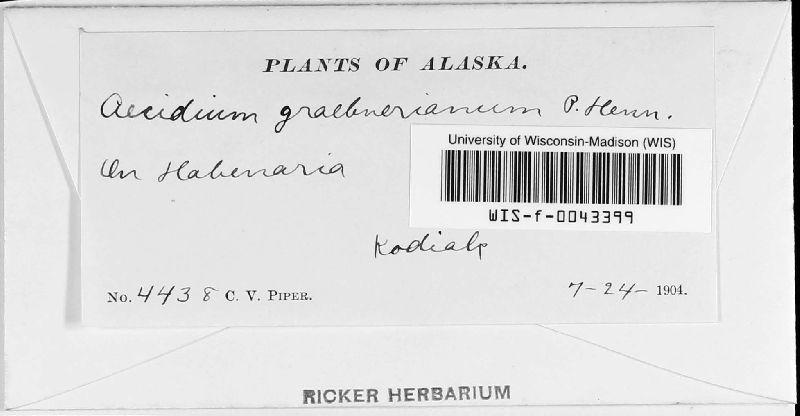 PLANTS OF ALASKA.
Aecidium graebnerianum P. Henn.
University of Wisconsin-Madison (WIS)
On Habenaria
WIS-f-0043399
Kodiak
No. 4438 C. V. PIPER. 7-24- 1904.
RICKER HERBARIUM